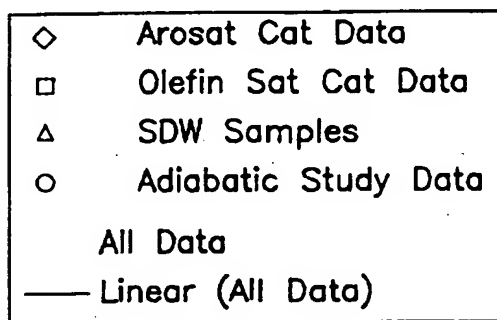 Arosat Cat Data
Olefin Sat Cat Data
SDW Samples
Adiabatic Study Data
All Data
Linear (All Data)